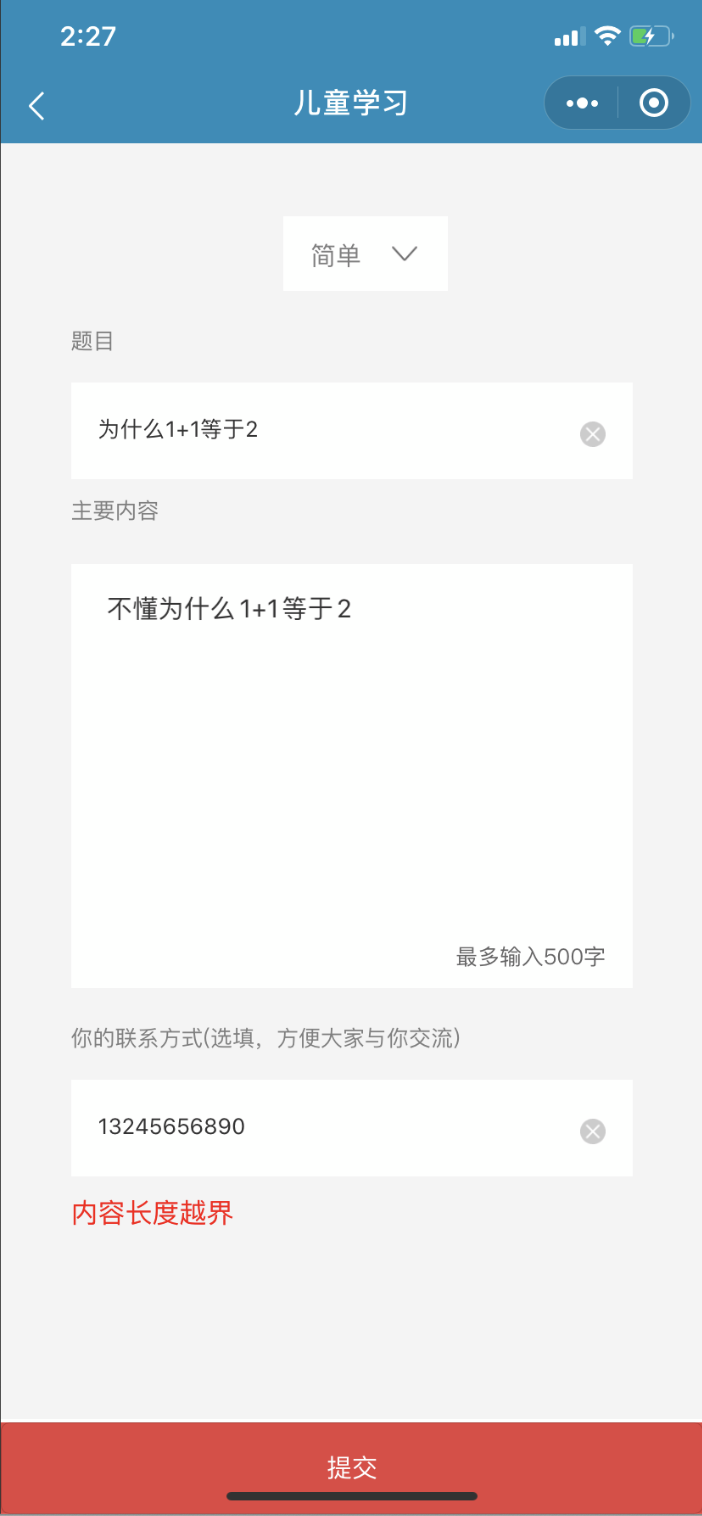 2:27
儿童学习
简单
题目
为什么1+1等于2
主要内容
不懂为什么1+1等于2
最多输入500字
你的联系方式(选填，方便大家与你交流)
13245656890
内容长度越界
提交